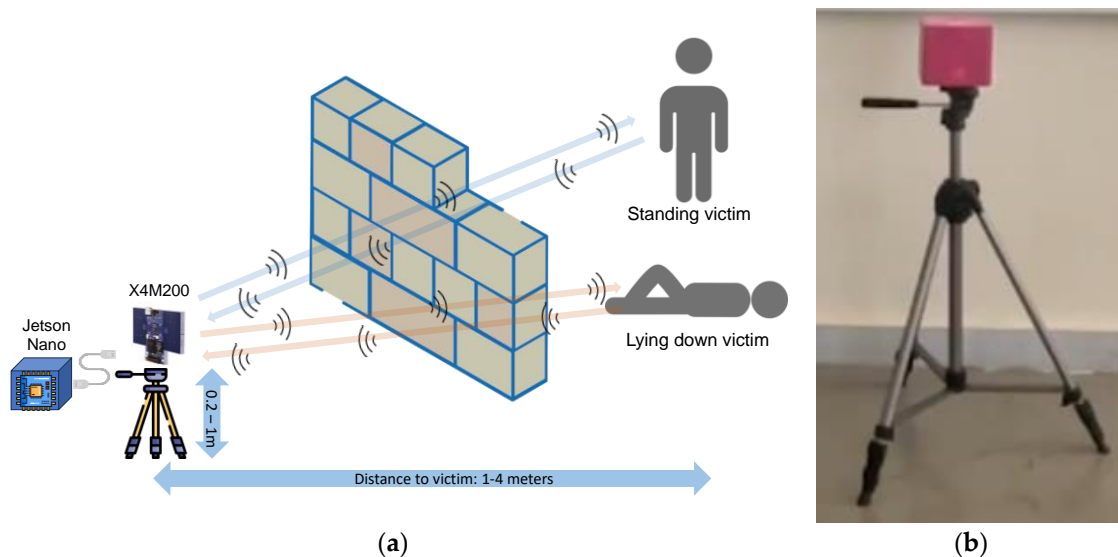 Standing victim
X4M200
Jetson
Nano
Lying down victim
0.2 – 1m
Distance to victim: 1-4 meters
(a)
(b)